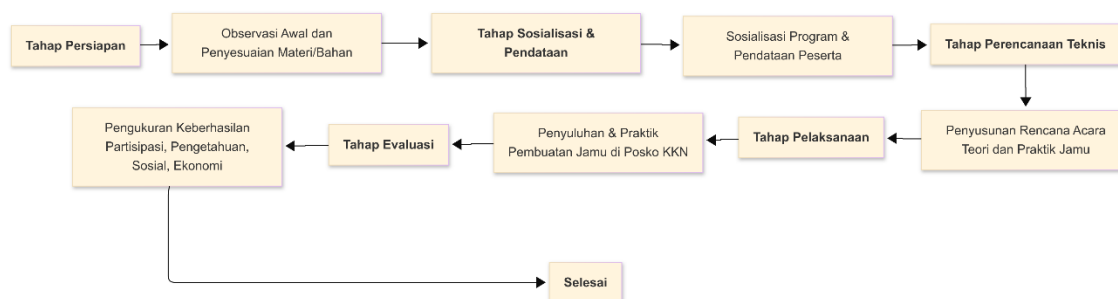 Tahap Persiapan
Observasi Awal dan
Penyesuaian Materi/Bahan
Tahap Sosialisasi &
Pendataan
Sosialisasi Program &
Pendataan Peserta
Tahap Perencanaan Teknis
Penyusunan Rencana Acara
Teori dan Praktik Jamu
Tahap Pelaksanaan
Penyuluhan & Praktik
Pembuatan Jamu di Posko KKN
Tahap Evaluasi
Pengukuran Keberhasilan
Partisipasi, Pengetahuan,
Sosial, Ekonomi
Selesai